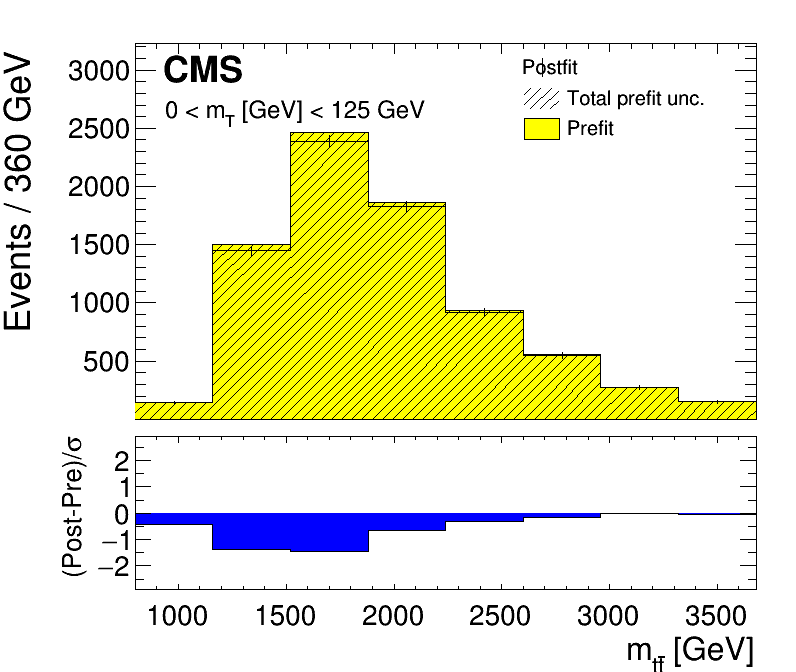 CMS
0 < mT [GeV] < 125 GeV
Postfit
Total prefit unc.
Prefit
Events / 360 GeV
3000
2500
2000
1500
1000
500
(Post-Pre)/σ
2
1
0
−1
−2
1000 1500 2000 2500 3000 3500
mtt̄ [GeV]